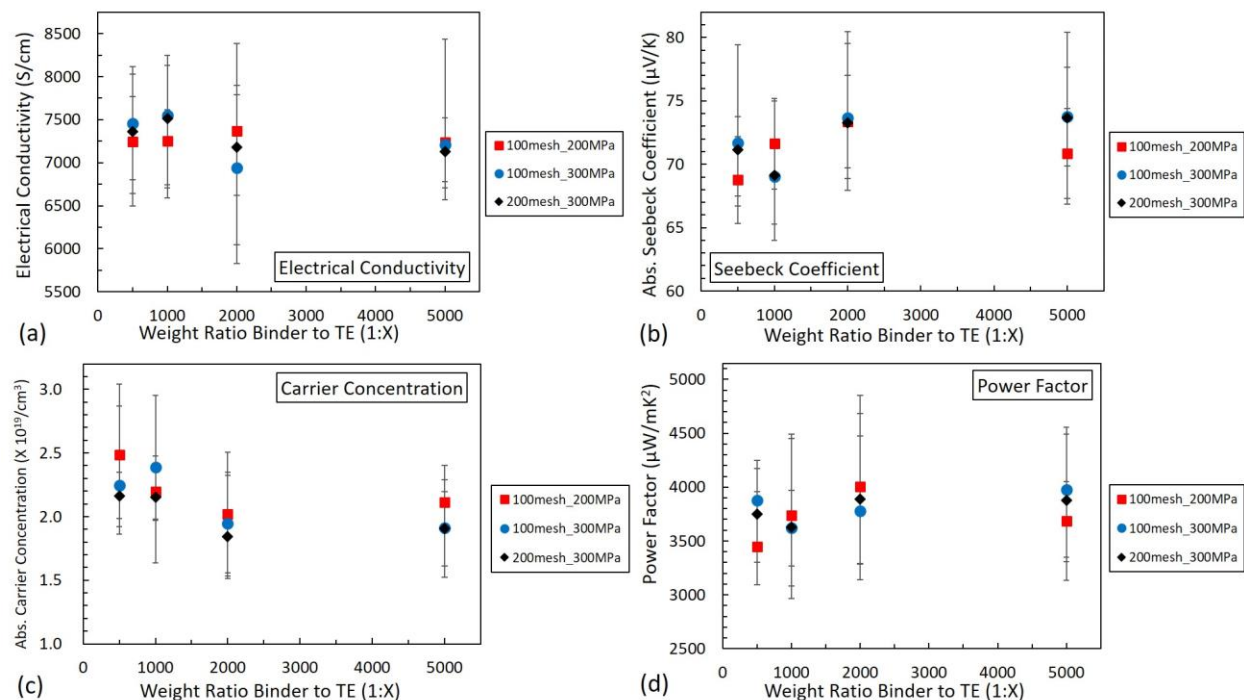 8500
8000
7500
7000
6500
6000
5500
Electrical Conductivity (S/cm)
Electrical Conductivity
0 1000 2000 3000 4000 5000
Weight Ratio Binder to TE (1:X)
(a)
100mesh_200MPa
100mesh_300MPa
200mesh_300MPa
80
75
70
65
60
Abs. Seebeck Coefficient (μV/K)
Seebeck Coefficient
0 1000 2000 3000 4000 5000
Weight Ratio Binder to TE (1:X)
(b)
100mesh_200MPa
100mesh_300MPa
200mesh_300MPa
3.0
2.5
2.0
1.5
1.0
Abs. Carrier Concentration (X 10¹⁹/cm³)
Carrier Concentration
0 1000 2000 3000 4000 5000
Weight Ratio Binder to TE (1:X)
(c)
100mesh_200MPa
100mesh_300MPa
200mesh_300MPa
5000
4500
4000
3500
3000
2500
Power Factor (μW/mK²)
Power Factor
0 1000 2000 3000 4000 5000
Weight Ratio Binder to TE (1:X)
(d)
100mesh_200MPa
100mesh_300MPa
200mesh_300MPa